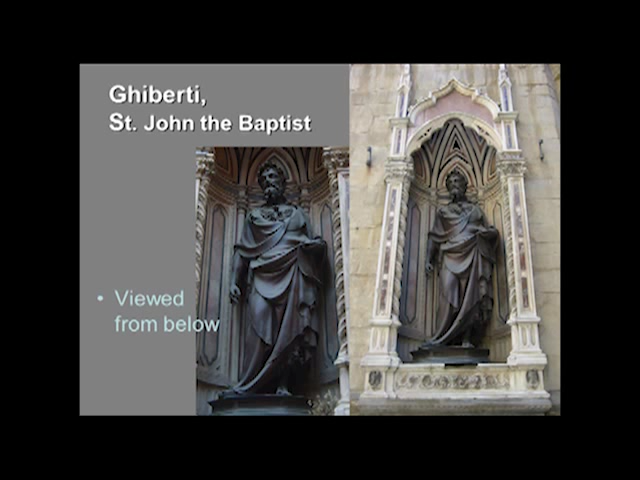 Ghiberti,
St. John the Baptist
• Viewed
from below